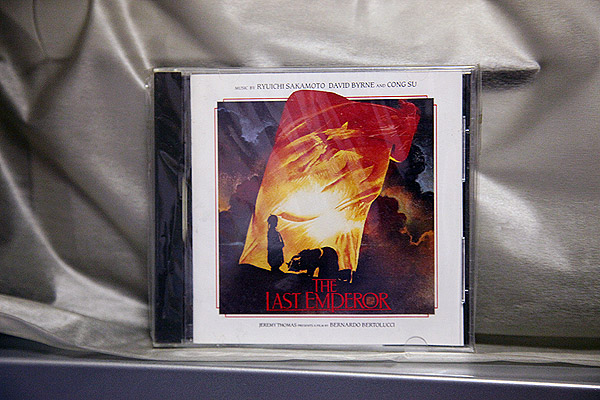 MUSIC BY RYUICHI SAKAMOTO, DAVID BYRNE AND CONG SU
THE
LAST EMPEROR
JEREMY THOMAS PRESENTS A FILM BY BERNARDO BERTOLUCCI